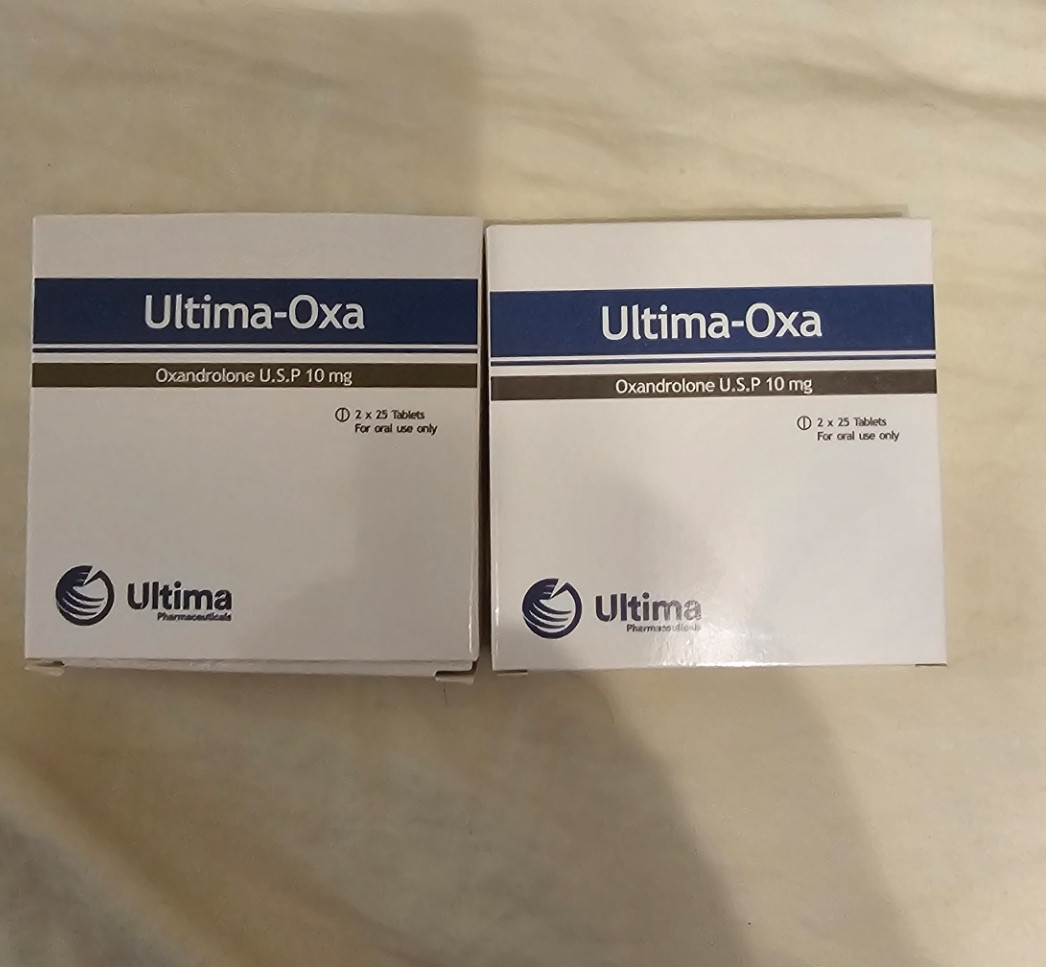 Ultima-Oxa
Oxandrolone U.S.P 10 mg
2 x 25 Tablets
For oral use only
Ultima
Pharmaceuticals
Ultima-Oxa
Oxandrolone U.S.P 10 mg
2 x 25 Tablets
For oral use only
Ultima
Pharmaceuticals